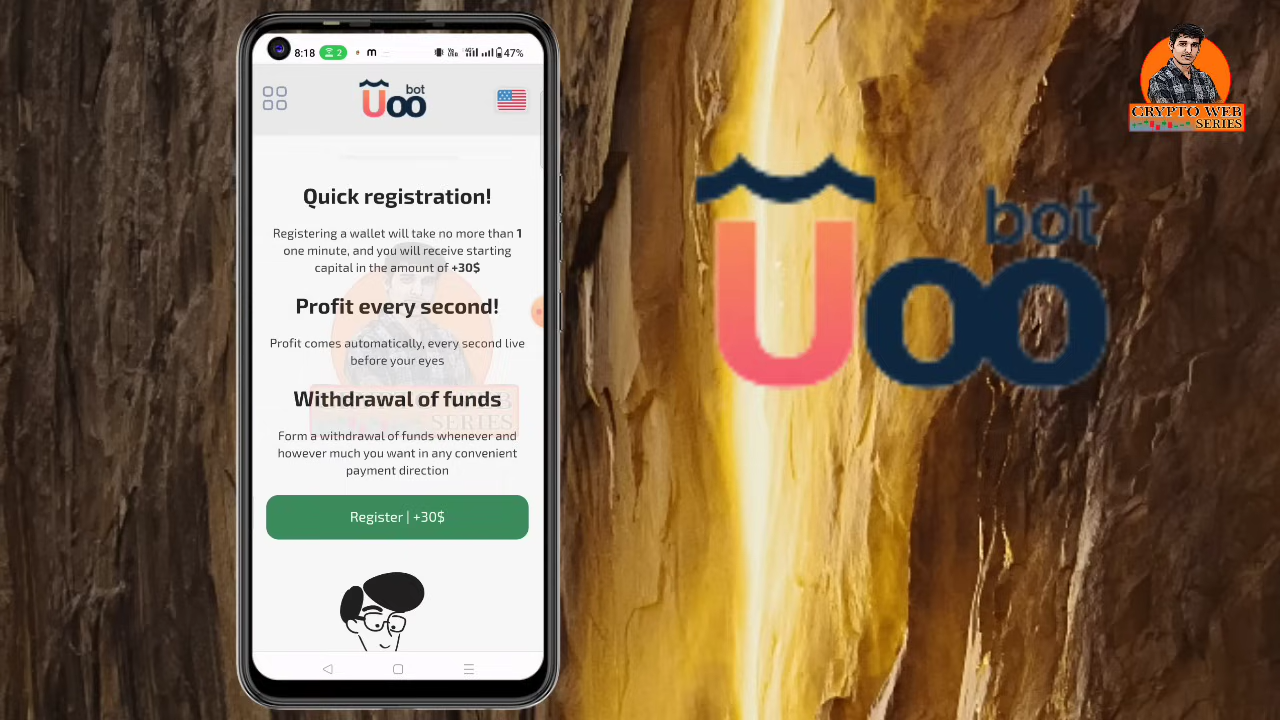 8:18 2 m 47%
bot
Uoo
Quick registration!
Registering a wallet will take no more than 1
one minute, and you will receive starting
capital in the amount of +30$
Profit every second!
Profit comes automatically, every second live
before your eyes
Withdrawal of funds
Form a withdrawal of funds whenever and
however much you want in any convenient
payment direction
Register | +30$
bot
Uoo
CRYPTO WEB
SERIES